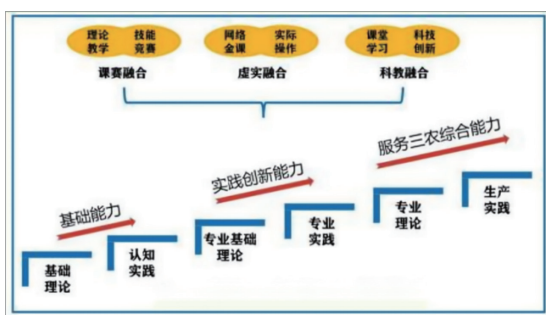 理论 技能 网络 实际 课堂 科技
教学 竞赛 金课 操作 学习 创新
课赛融合 虚实融合 科教融合
服务三农综合能力
实践创新能力
基础能力
基础
理论
认知
实践
专业基础
理论
专业
实践
专业
理论
生产
实践